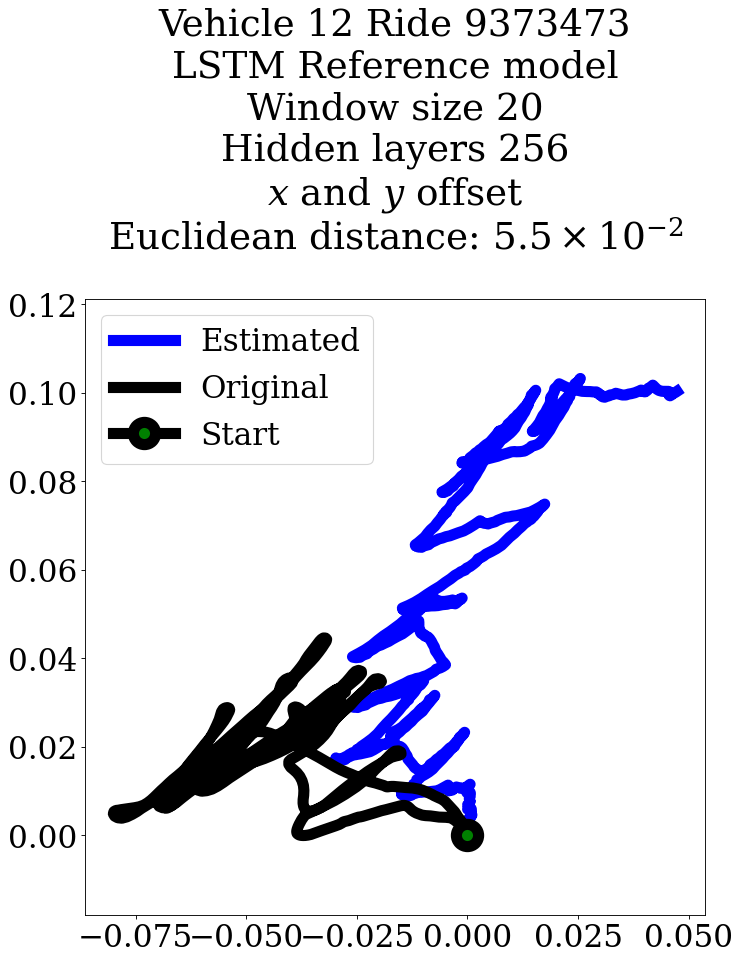 Vehicle 12 Ride 9373473
LSTM Reference model
Window size 20
Hidden layers 256
x and y offset
Euclidean distance: 5.5 × 10⁻²
0.12
Estimated
0.10
Original
Start
0.08
0.06
0.04
0.02
0.00
−0.075 −0.050 −0.025 0.000 0.025 0.050